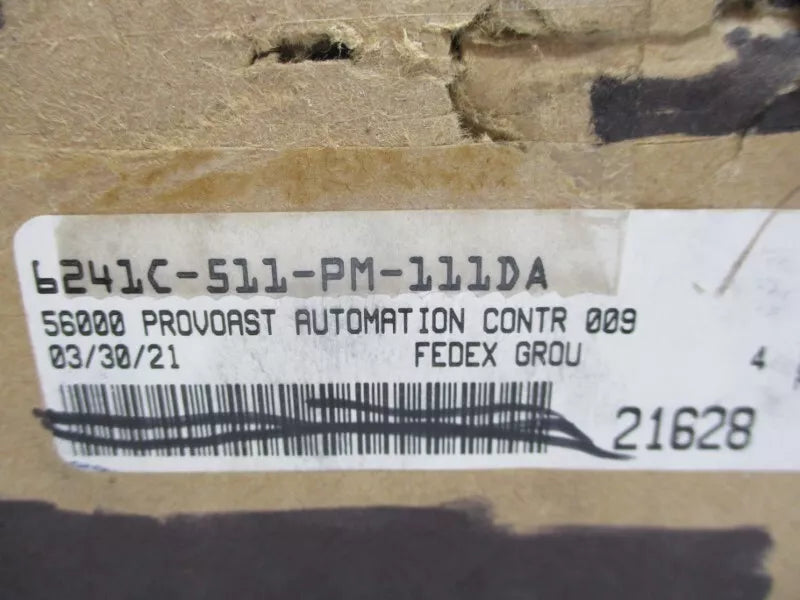 6241C-511-PM-111DA
56000 PROVOAST AUTOMATION CONTR 009
03/30/21 FEDEX GROU 4
21628